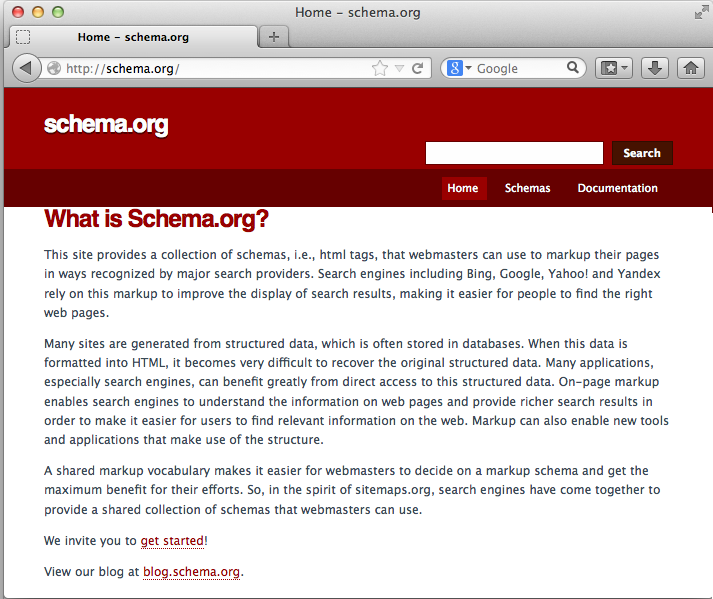 Home – schema.org
Home – schema.org
http://schema.org/
Google
schema.org
Search
Home Schemas Documentation
What is Schema.org?
This site provides a collection of schemas, i.e., html tags, that webmasters can use to markup their pages
in ways recognized by major search providers. Search engines including Bing, Google, Yahoo! and Yandex
rely on this markup to improve the display of search results, making it easier for people to find the right
web pages.
Many sites are generated from structured data, which is often stored in databases. When this data is
formatted into HTML, it becomes very difficult to recover the original structured data. Many applications,
especially search engines, can benefit greatly from direct access to this structured data. On-page markup
enables search engines to understand the information on web pages and provide richer search results in
order to make it easier for users to find relevant information on the web. Markup can also enable new tools
and applications that make use of the structure.
A shared markup vocabulary makes it easier for webmasters to decide on a markup schema and get the
maximum benefit for their efforts. So, in the spirit of sitemaps.org, search engines have come together to
provide a shared collection of schemas that webmasters can use.
We invite you to get started!
View our blog at blog.schema.org.